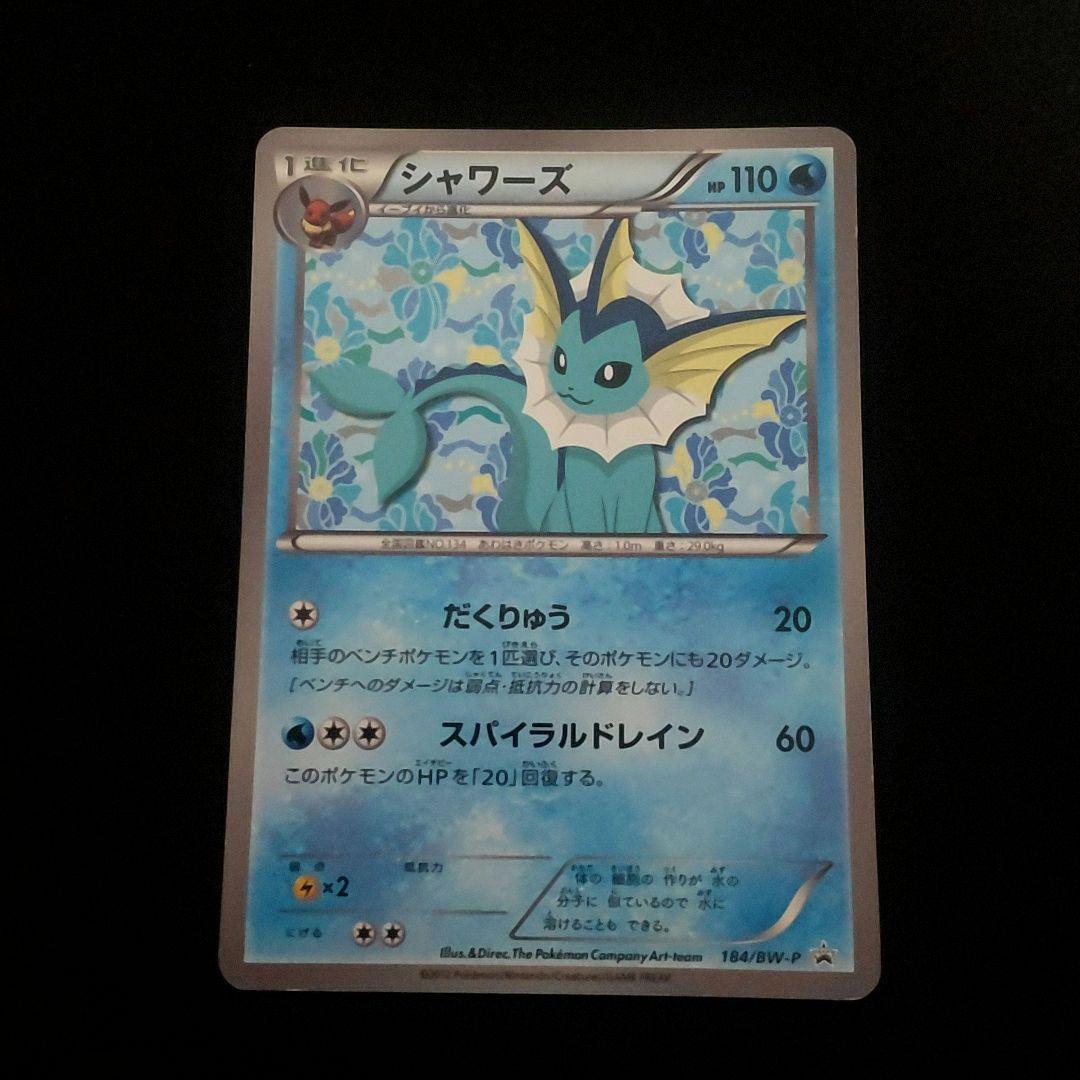 1進化
シャワーズ
HP 110
イーブイから進化
全国図鑑NO.134 あわはきポケモン 高さ:1.0m 重さ:29.0kg
だくりゅう 20
相手のベンチポケモンを1匹選び、そのポケモンにも20ダメージ。
[ベンチへのダメージは弱点・抵抗力の計算をしない。]
スパイラルドレイン 60
このポケモンのHPを「20」回復する。
弱点 抵抗力
×2
にげる
体の 細胞の 作りが 水の
分子に 似ているので 水に
溶けることも できる。
Illus. & Direc. The Pokémon Company Art-team
184/BW-P
©2012 Pokémon/Nintendo/Creatures/GAME FREAK.